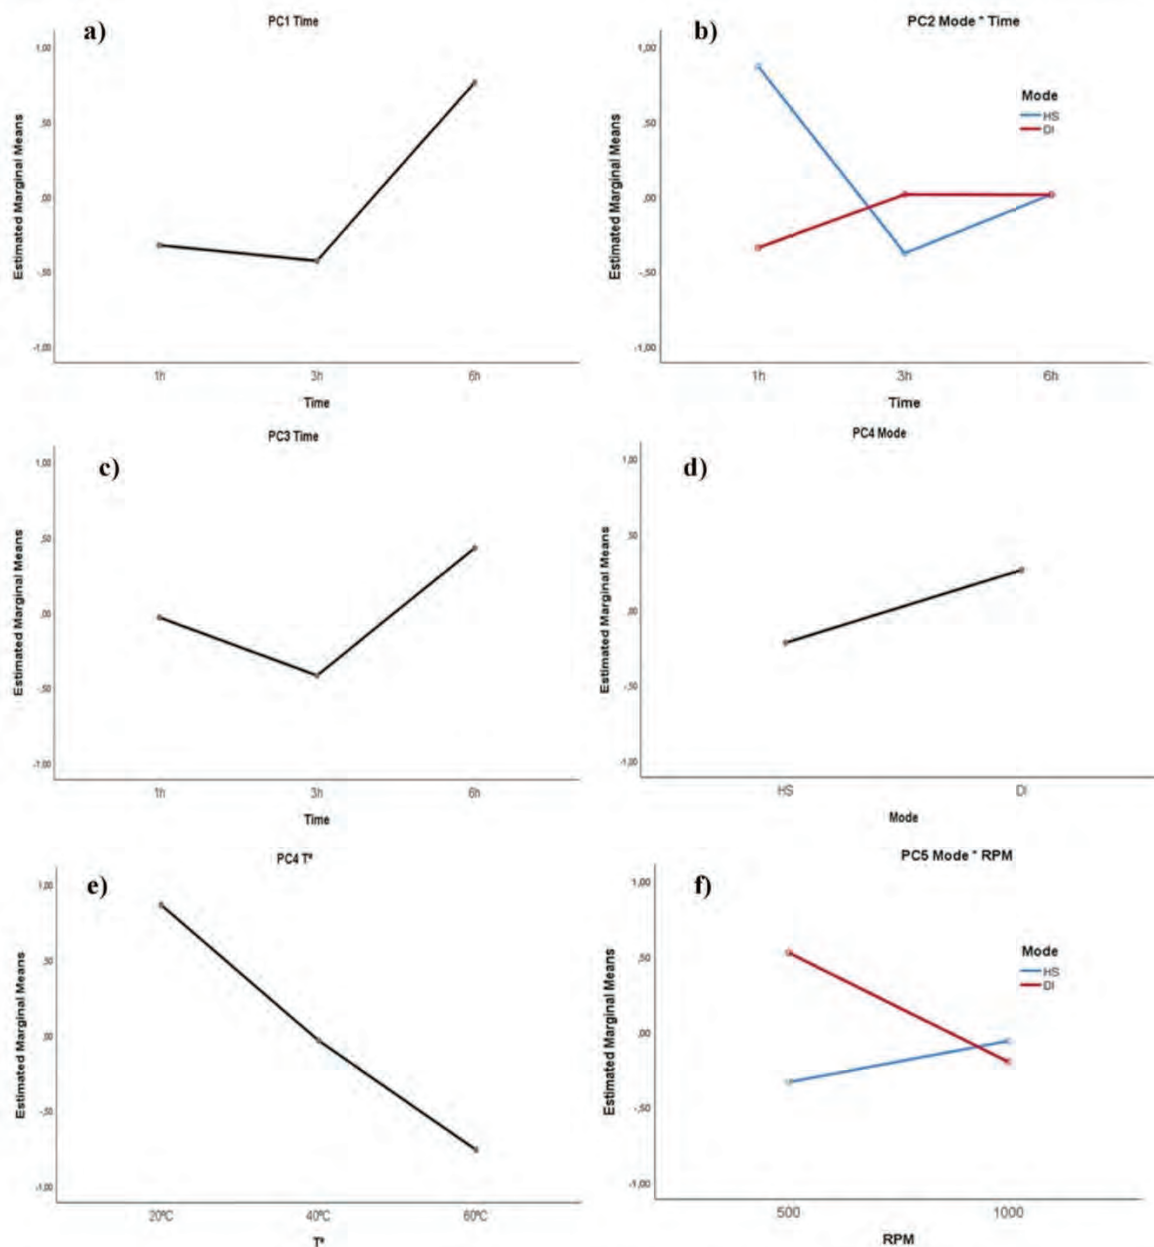 a)
PC1 Time
Estimated Marginal Means
1,00
,50
,00
-,50
-1,00
1h 3h 6h
Time
b)
PC2 Mode * Time
Estimated Marginal Means
1,00
,50
,00
-,50
-1,00
Mode
HS
DI
1h 3h 6h
Time
c)
PC3 Time
Estimated Marginal Means
1,00
,50
,00
-,50
-1,00
1h 3h 6h
Time
d)
PC4 Mode
Estimated Marginal Means
1,00
,50
,00
-,50
-1,00
HS DI
Mode
e)
PC4 Tª
Estimated Marginal Means
1,00
,50
,00
-,50
-1,00
20ºC 40ºC 60ºC
Tª
f)
PC5 Mode * RPM
Estimated Marginal Means
1,00
,50
,00
-,50
-1,00
Mode
HS
DI
500 1000
RPM